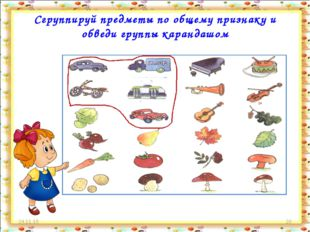 Сгруппируй предметы по общему признаку и
обведи группы карандашом